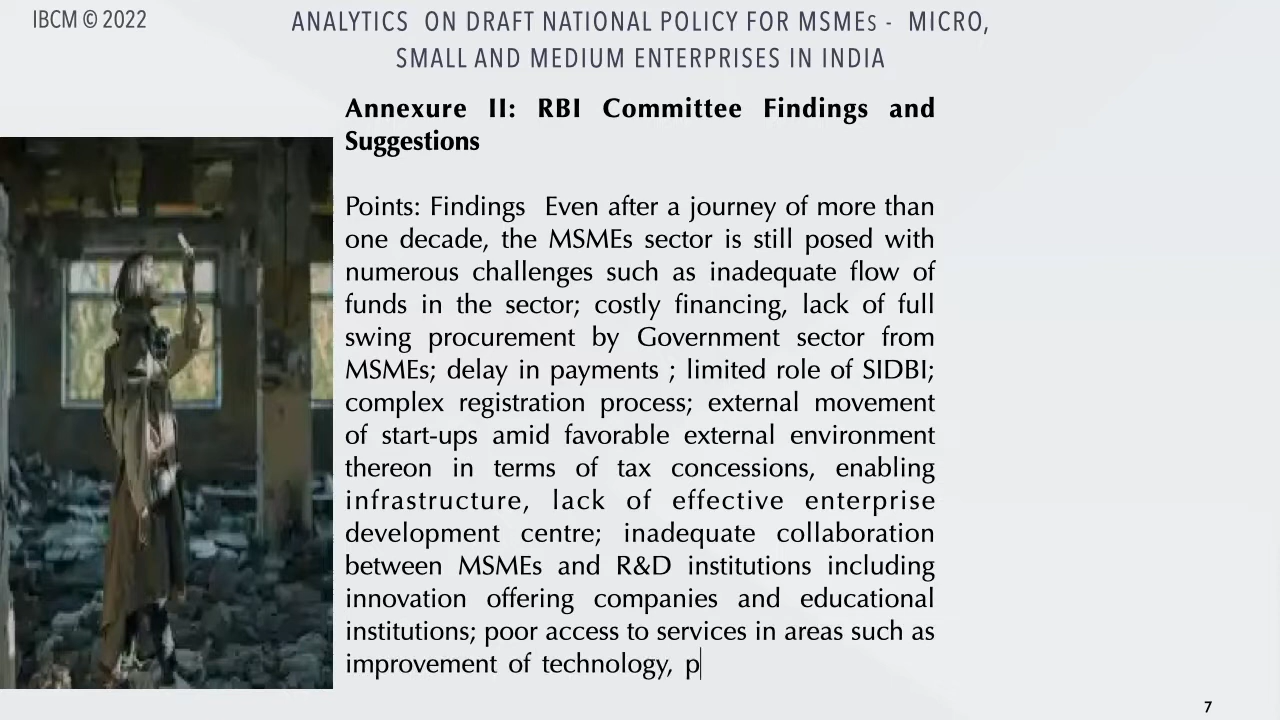 IBCM © 2022
ANALYTICS ON DRAFT NATIONAL POLICY FOR MSMEs - MICRO,
SMALL AND MEDIUM ENTERPRISES IN INDIA
Annexure II: RBI Committee Findings and
Suggestions
Points: Findings Even after a journey of more than
one decade, the MSMEs sector is still posed with
numerous challenges such as inadequate flow of
funds in the sector; costly financing, lack of full
swing procurement by Government sector from
MSMEs; delay in payments ; limited role of SIDBI;
complex registration process; external movement
of start-ups amid favorable external environment
thereon in terms of tax concessions, enabling
infrastructure, lack of effective enterprise
development centre; inadequate collaboration
between MSMEs and R&D institutions including
innovation offering companies and educational
institutions; poor access to services in areas such as
improvement of technology, p
7